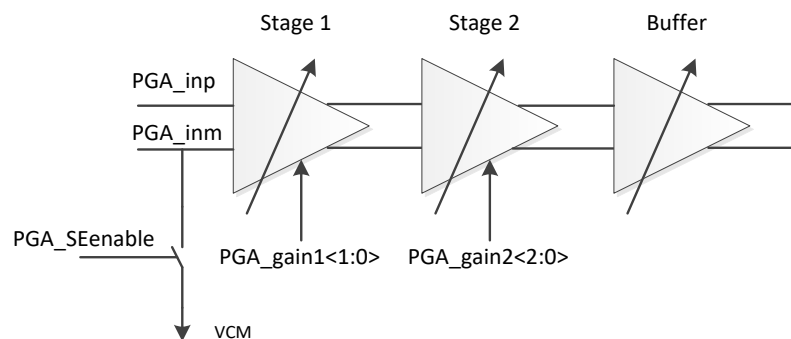 Stage 1 Stage 2 Buffer
PGA_inp
PGA_inm
PGA_SEenable
PGA_gain1<1:0> PGA_gain2<2:0>
VCM